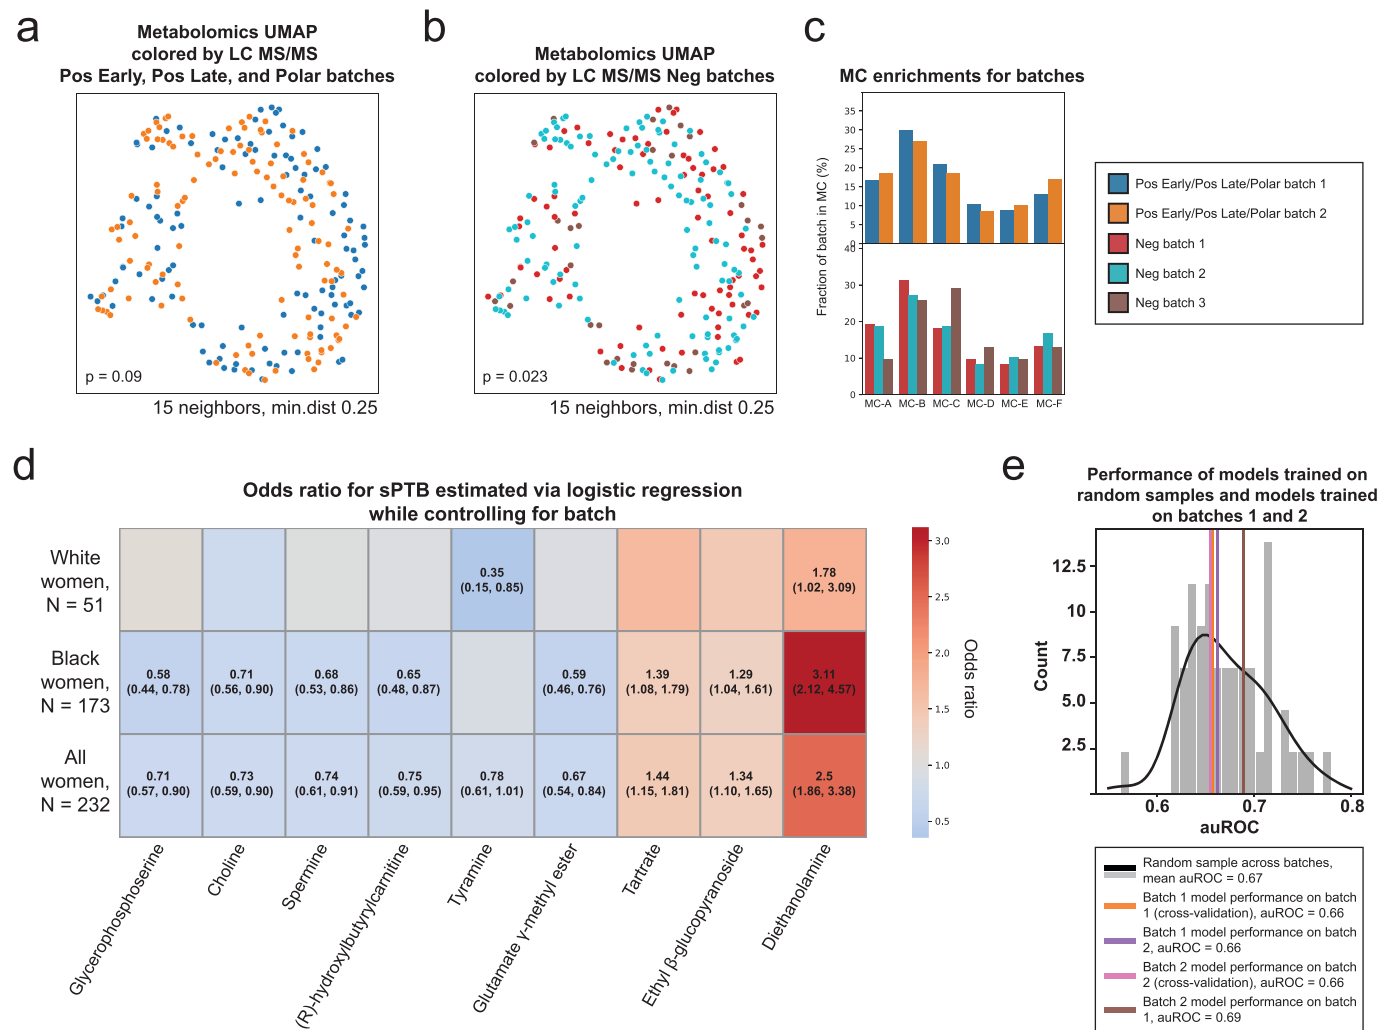 a
Metabolomics UMAP
colored by LC MS/MS
Pos Early, Pos Late, and Polar batches
p = 0.09
15 neighbors, min.dist 0.25
b
Metabolomics UMAP
colored by LC MS/MS Neg batches
p = 0.023
15 neighbors, min.dist 0.25
c
MC enrichments for batches
Fraction of batch in MC (%)
35
30
25
20
15
10
5
0
30
20
10
0
MC-A MC-B MC-C MC-D MC-E MC-F
Pos Early/Pos Late/Polar batch 1
Pos Early/Pos Late/Polar batch 2
Neg batch 1
Neg batch 2
Neg batch 3
d
Odds ratio for sPTB estimated via logistic regression
while controlling for batch
White
women,
N = 51
0.35 1.78
(0.15, 0.85) (1.02, 3.09)
Black
women,
N = 173
0.58 0.71 0.68 0.65 0.59 1.39 1.29 3.11
(0.44, 0.78) (0.56, 0.90) (0.53, 0.86) (0.48, 0.87) (0.46, 0.76) (1.08, 1.79) (1.04, 1.61) (2.12, 4.57)
All
women,
N = 232
0.71 0.73 0.74 0.75 0.78 0.67 1.44 1.34 2.5
(0.57, 0.90) (0.59, 0.90) (0.61, 0.91) (0.59, 0.95) (0.61, 1.01) (0.54, 0.84) (1.15, 1.81) (1.10, 1.65) (1.86, 3.38)
Glycerophosphoserine
Choline
Spermine
(R)-hydroxylbutyrylcarnitine
Tyramine
Glutamate γ-methyl ester
Tartrate
Ethyl β-glucopyranoside
Diethanolamine
3.0
2.5
2.0
1.5
1.0
0.5
Odds ratio
e
Performance of models trained on
random samples and models trained
on batches 1 and 2
Count
12.5
10
7.5
5.0
2.5
0.6 0.7 0.8
auROC
Random sample across batches,
mean auROC = 0.67
Batch 1 model performance on batch
1 (cross-validation), auROC = 0.66
Batch 1 model performance on batch
2, auROC = 0.66
Batch 2 model performance on batch
2 (cross-validation), auROC = 0.66
Batch 2 model performance on batch
1, auROC = 0.69